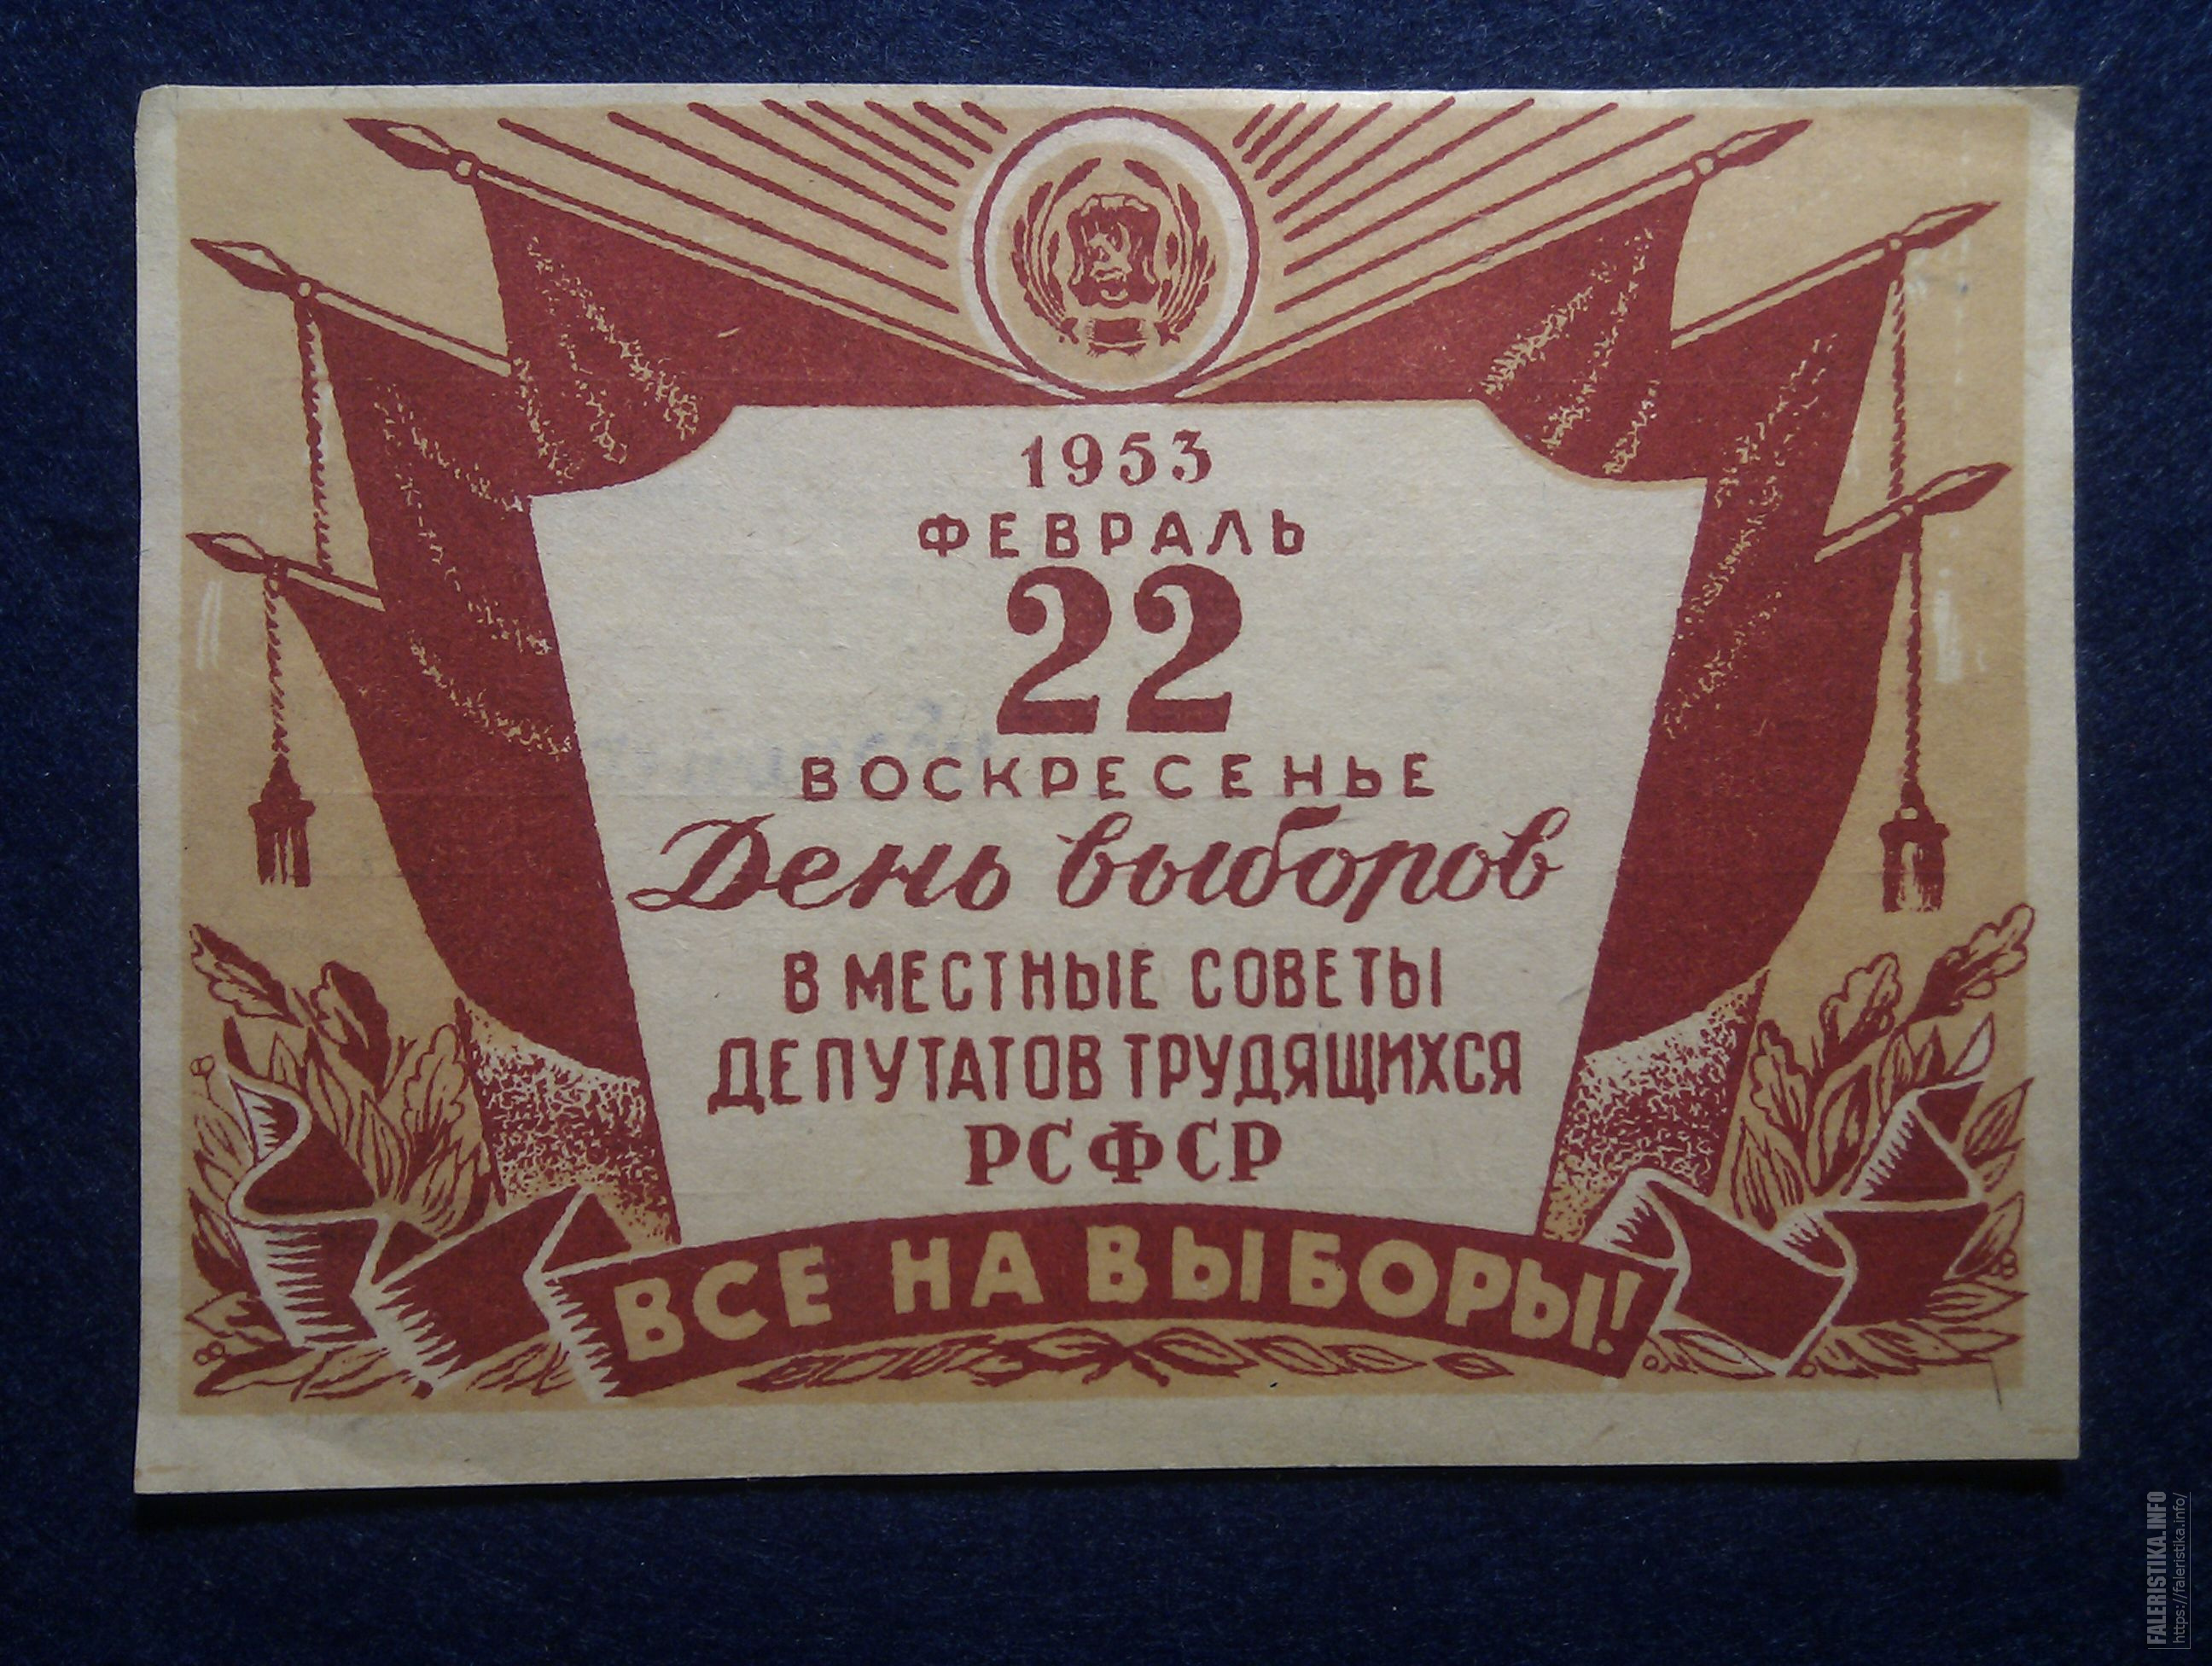 1953
ФЕВРАЛЬ
22
ВОСКРЕСЕНЬЕ
День выборов
В МЕСТНЫЕ СОВЕТЫ
ДЕПУТАТОВ ТРУДЯЩИХСЯ
РСФСР
ВСЕ НА ВЫБОРЫ!
FALERISTIKA.INFO
https://faleristika.info/